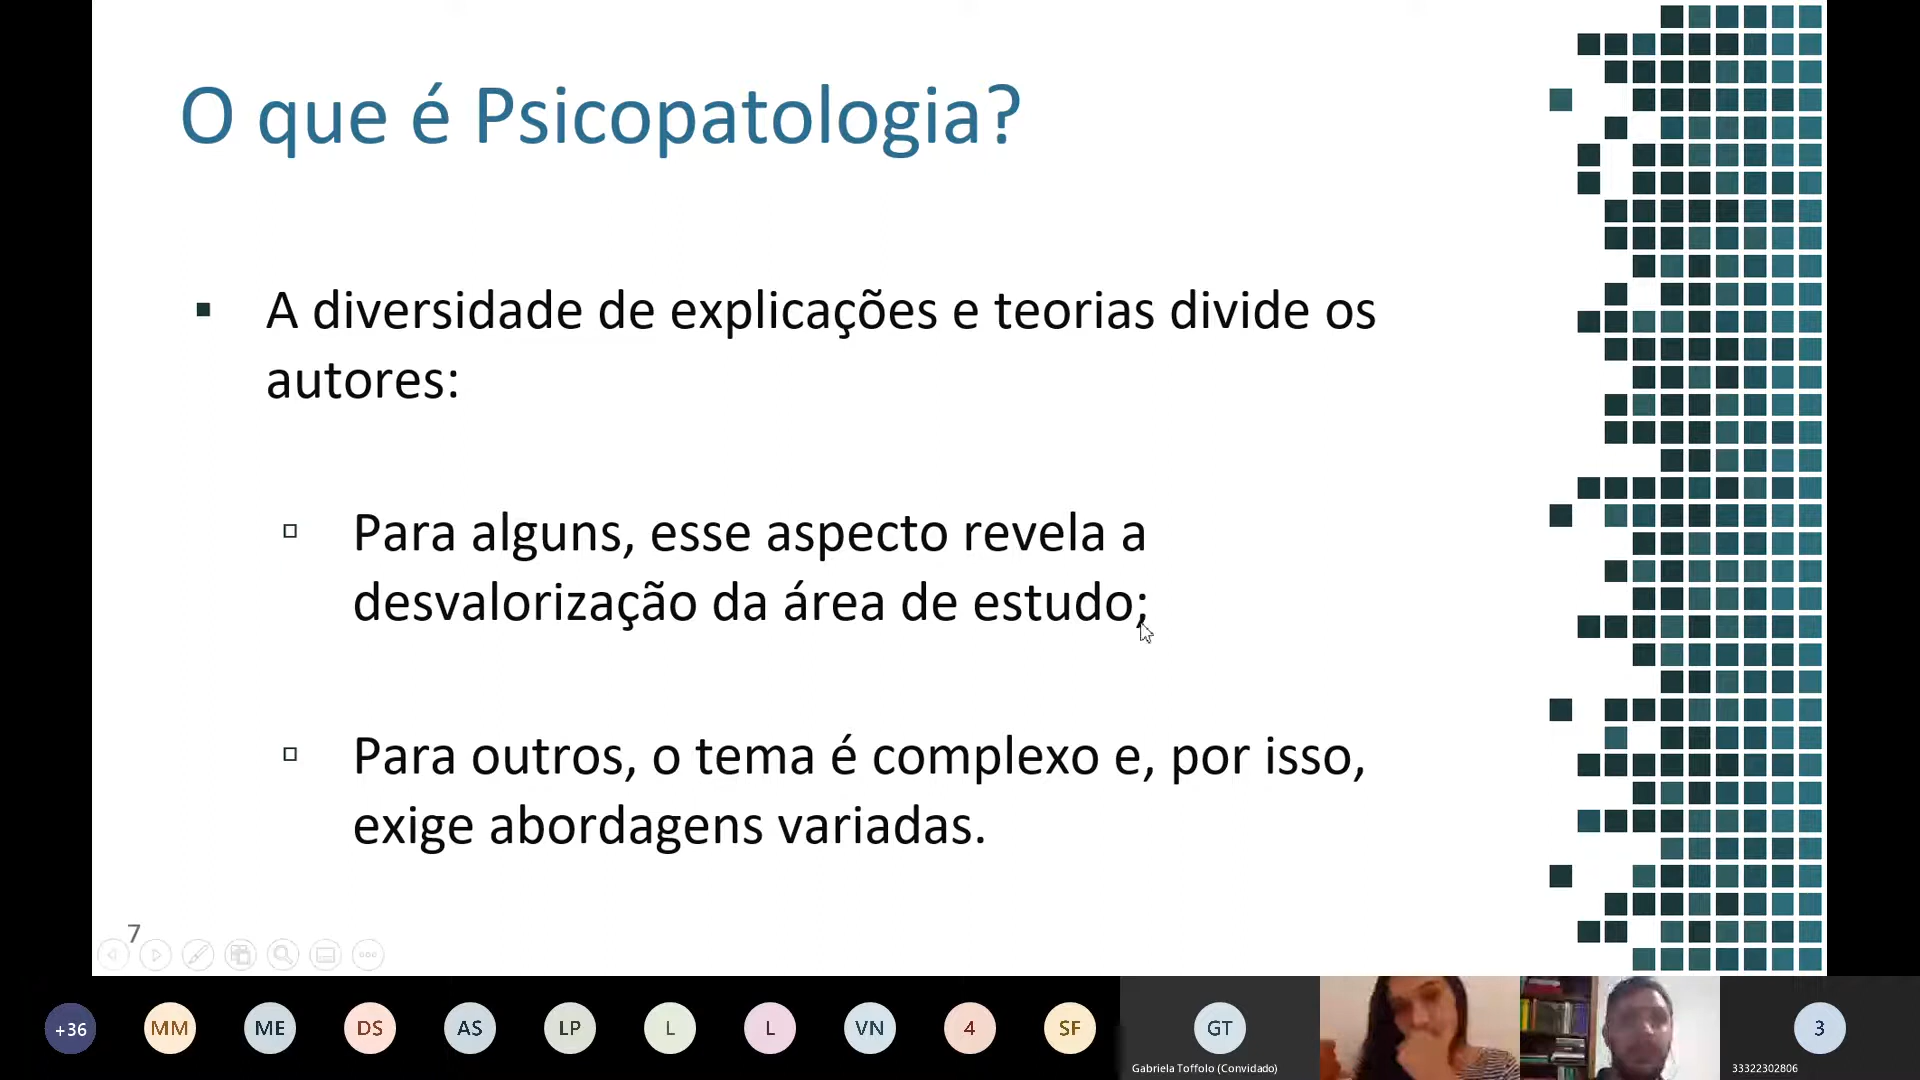 O que é Psicopatologia?
A diversidade de explicações e teorias divide os
autores:
Para alguns, esse aspecto revela a
desvalorização da área de estudo;
Para outros, o tema é complexo e, por isso,
exige abordagens variadas.
7
+36
MM
ME
DS
AS
LP
L
L
VN
4
SF
GT
3
Gabriela Toffolo (Convidado)
33322302806